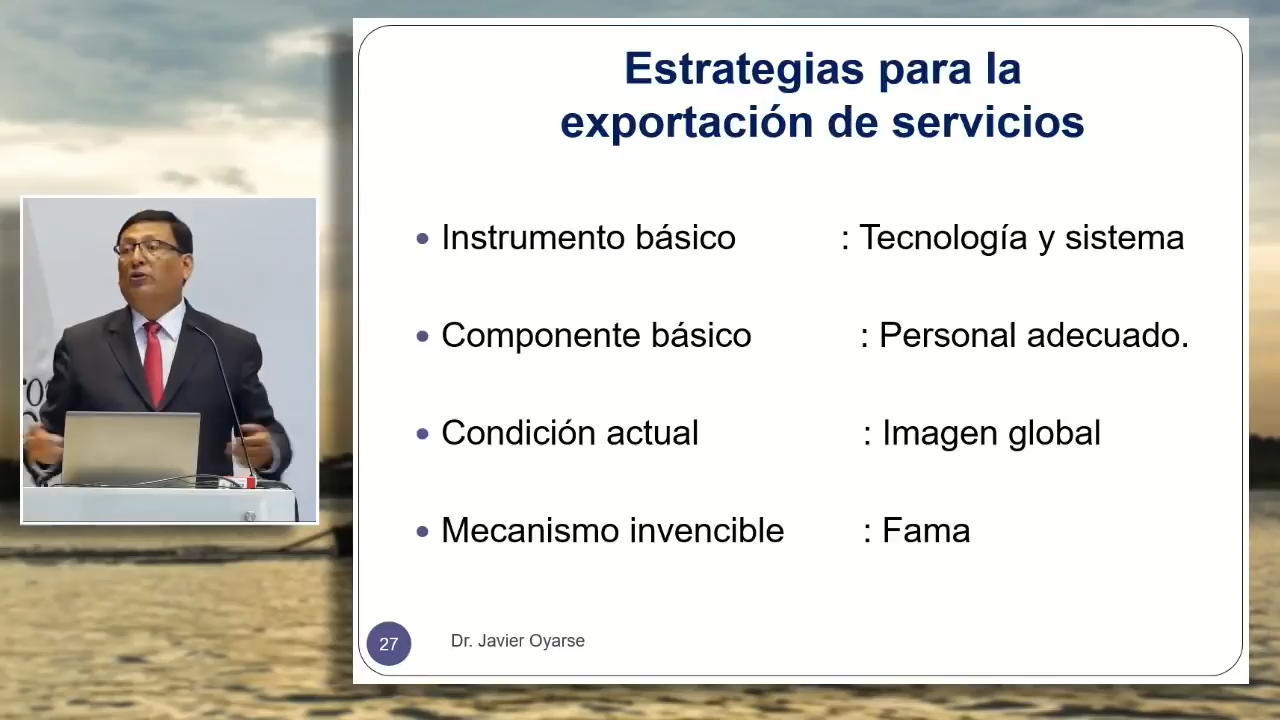 Estrategias para la
exportación de servicios
• Instrumento básico : Tecnología y sistema
• Componente básico : Personal adecuado.
• Condición actual : Imagen global
• Mecanismo invencible : Fama
27 Dr. Javier Oyarse